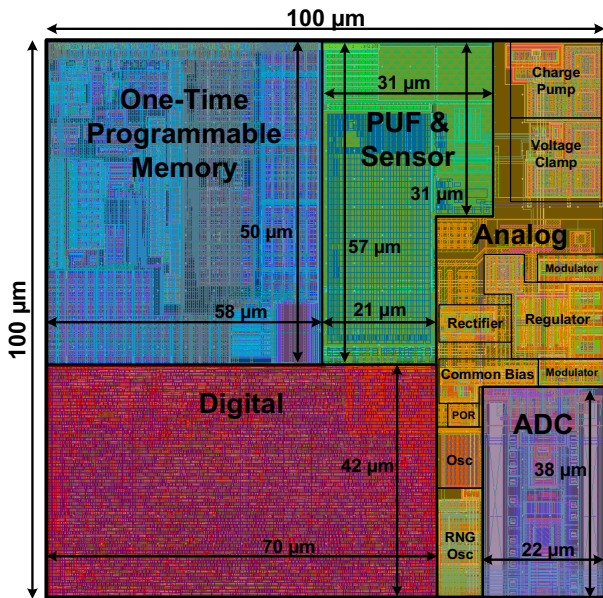 100 µm
100 µm
One-Time
Programmable
Memory
50 µm
58 µm
31 µm
PUF &
Sensor
31 µm
57 µm
21 µm
Charge
Pump
Voltage
Clamp
Analog
Modulator
Rectifier
Regulator
Common Bias
Modulator
POR
Osc
RNG
Osc
ADC
38 µm
22 µm
Digital
42 µm
70 µm